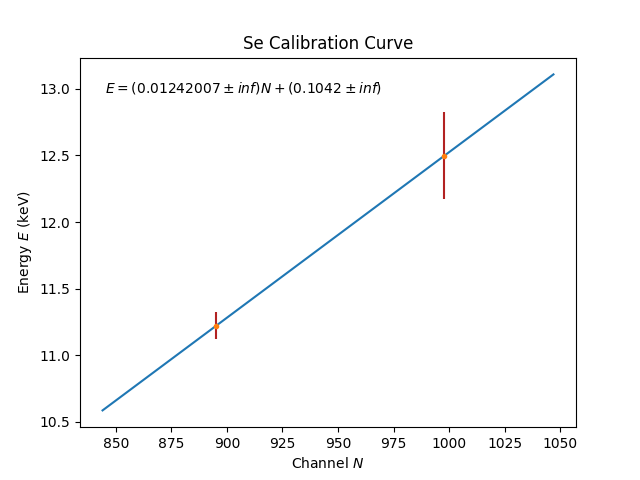 Se Calibration Curve
E = (0.01242007 ± inf)N + (0.1042 ± inf)
13.0
12.5
12.0
11.5
11.0
10.5
Energy E (keV)
850 875 900 925 950 975 1000 1025 1050
Channel N